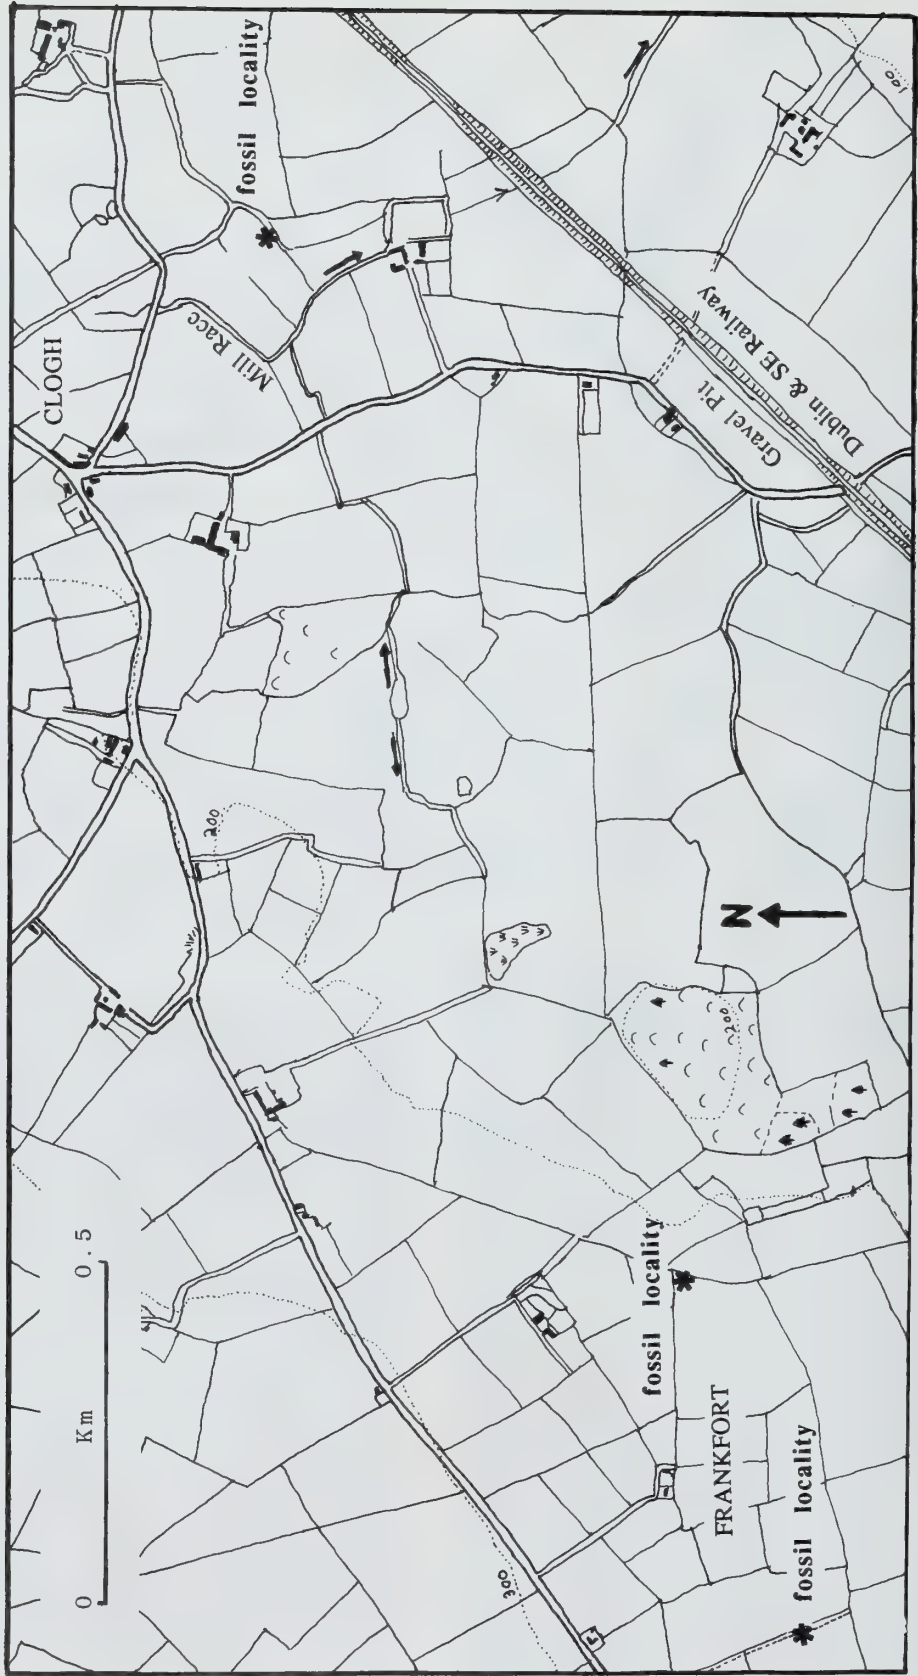 0 Km 0.5
CLOGH
fossil locality
Mill Race
200
Gravel Pit
Dublin & SE Railway
100
N
200
300
fossil locality
FRANKFORT
fossil locality